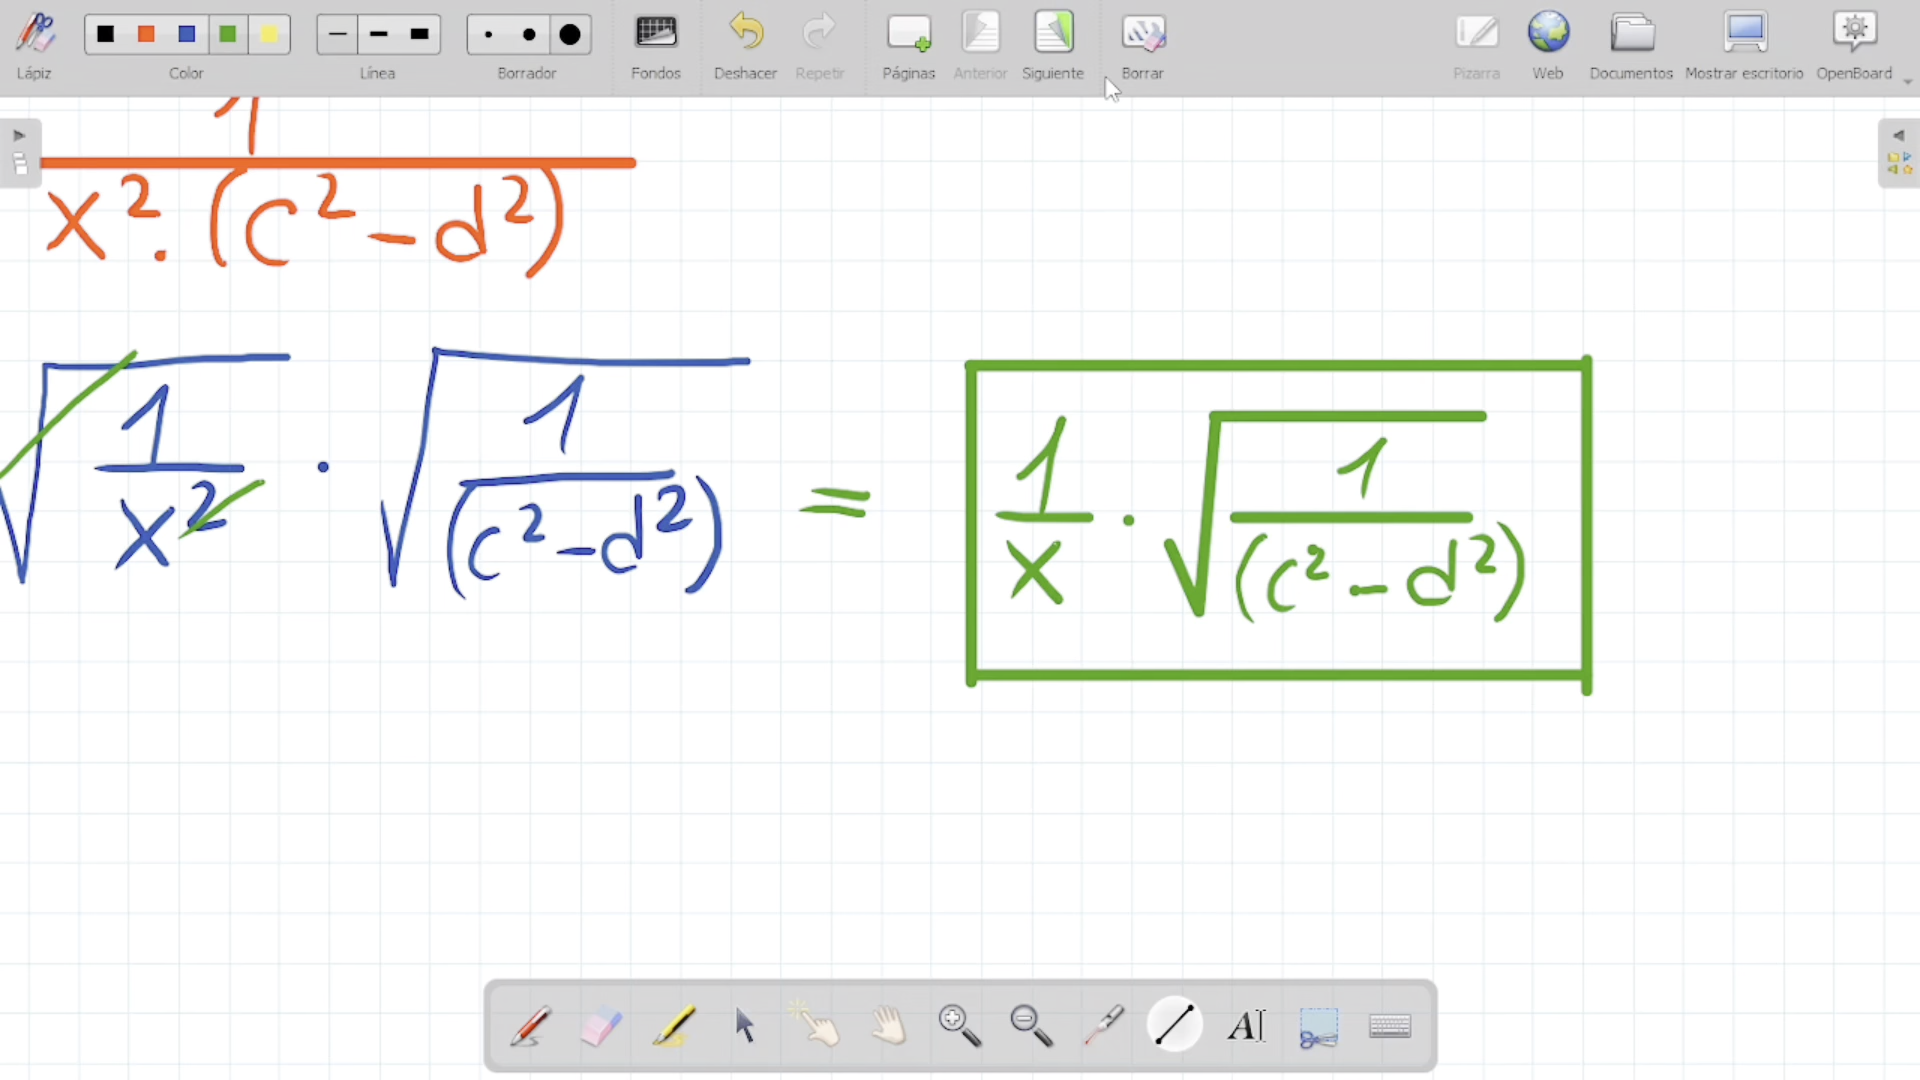 Lápiz Color Línea Borrador Fondos Deshacer Repetir Páginas Anterior Siguiente Borrar Pizarra Web Documentos Mostrar escritorio OpenBoard
1
x². (c² - d²)
√(1/x²) · √(1/(c² - d²)) = 1/x · √(1/(c² - d²))
A